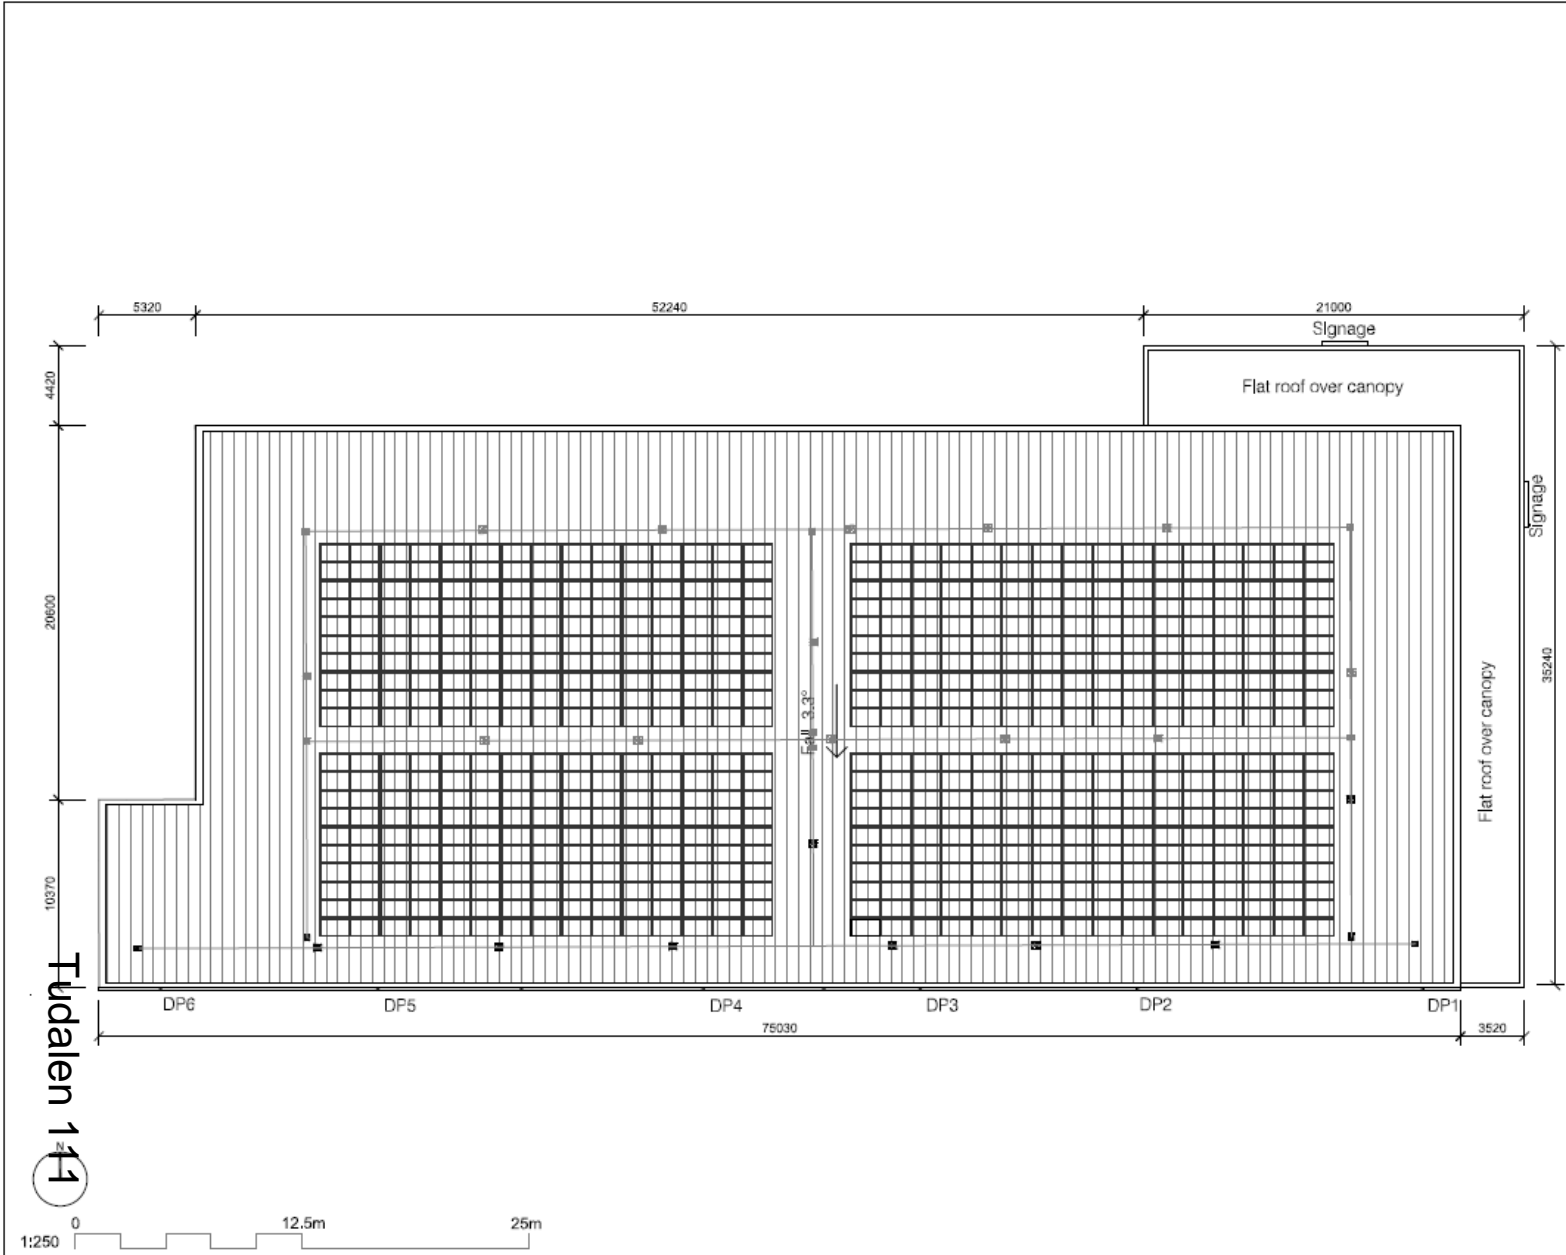 5320
52240
21000
Signage
Flat roof over canopy
4420
Signage
20600
35240
Flat roof over canopy
Fall 3.3°
10370
DP6
DP5
DP4
DP3
DP2
DP1
75030
3520
Tudalen 111
N
0
12.5m
25m
1:250